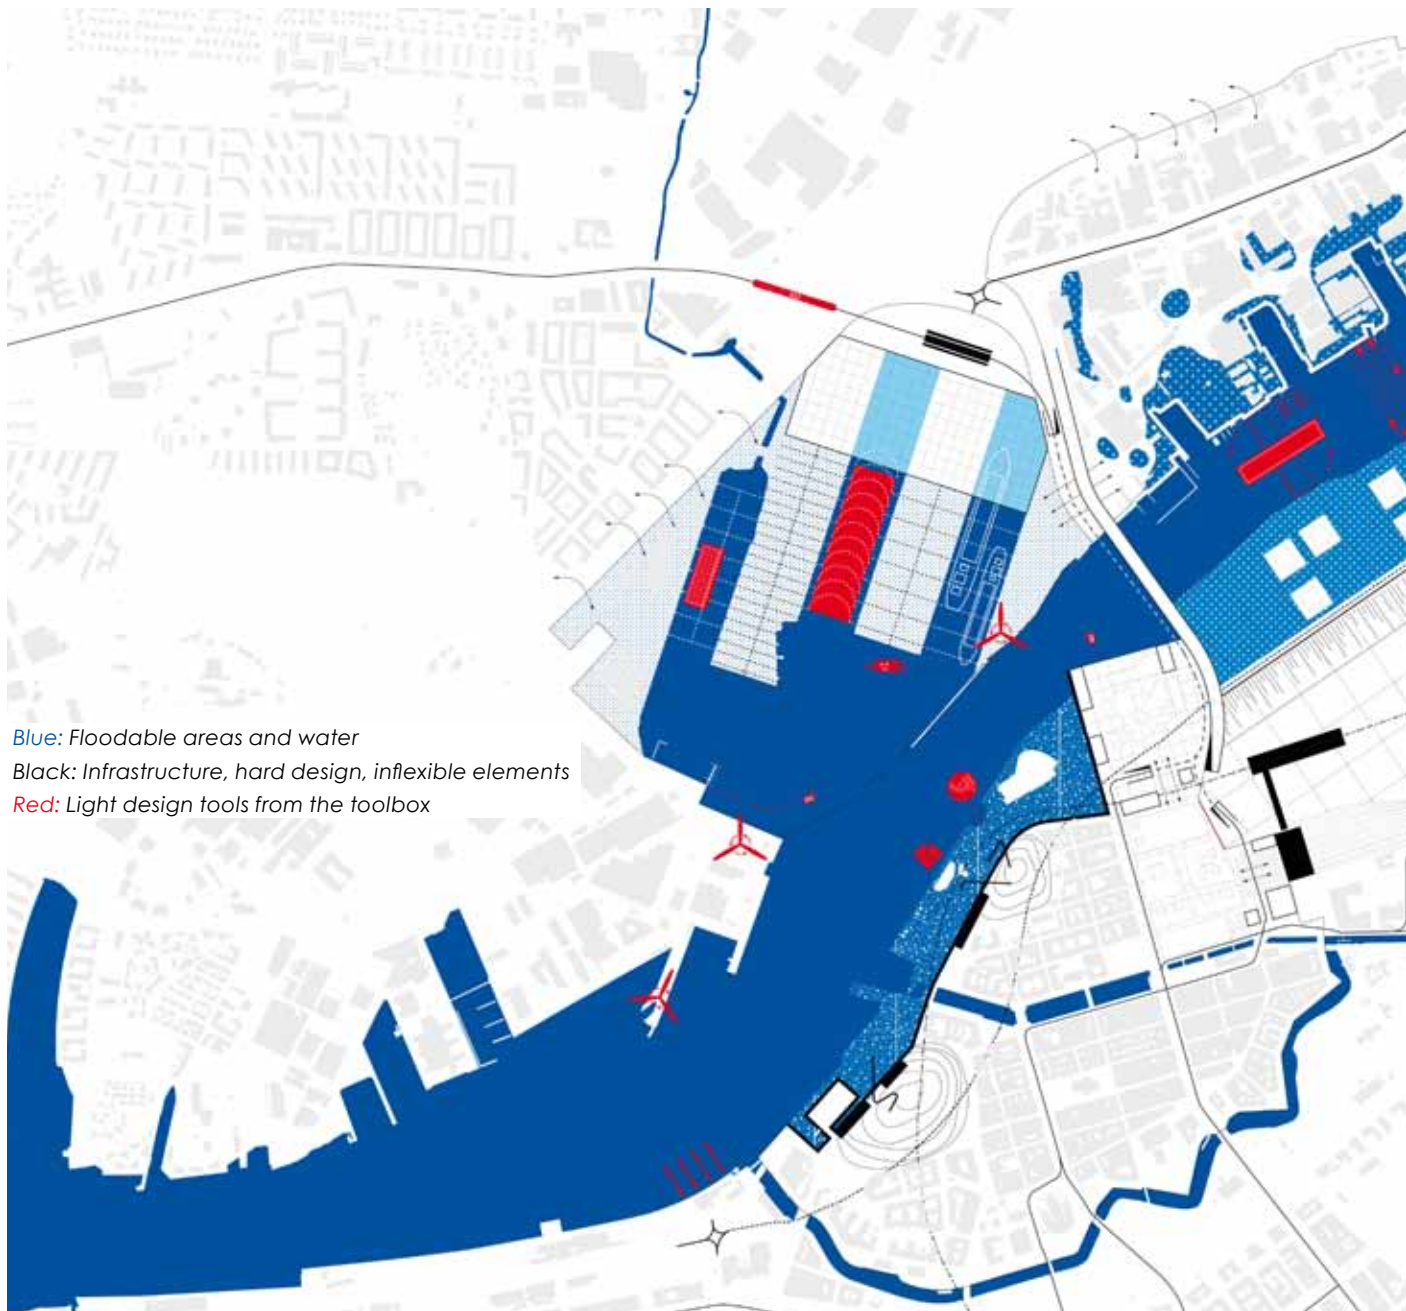 Blue: Floodable areas and water
Black: Infrastructure, hard design, inflexible elements
Red: Light design tools from the toolbox